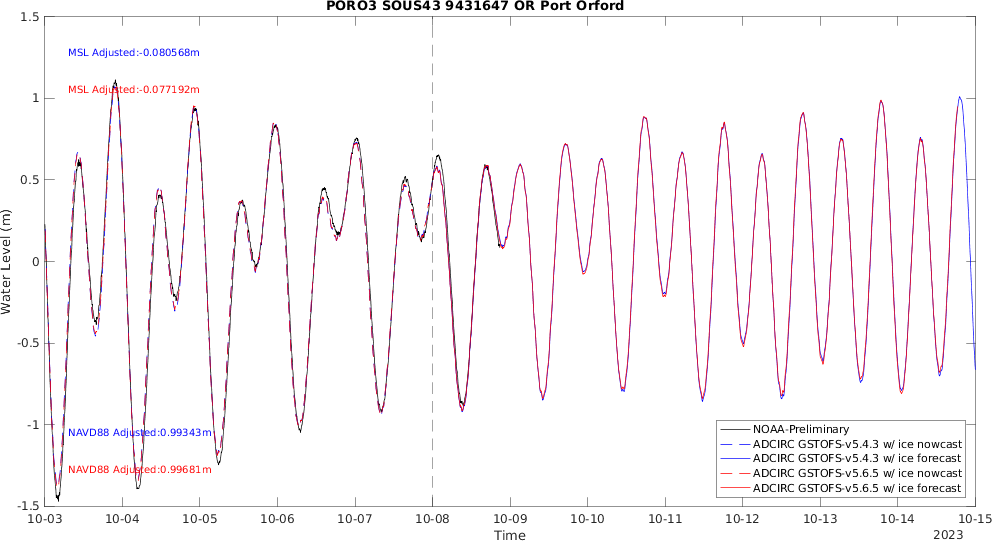 PORO3 SOUS43 9431647 OR Port Orford
1.5
1
0.5
0
-0.5
-1
-1.5
Water Level (m)
MSL Adjusted:-0.080568m
MSL Adjusted:-0.077192m
NAVD88 Adjusted:0.99343m
NAVD88 Adjusted:0.99681m
NOAA-Preliminary
ADCIRC GSTOFS-v5.4.3 w/ ice nowcast
ADCIRC GSTOFS-v5.4.3 w/ ice forecast
ADCIRC GSTOFS-v5.6.5 w/ ice nowcast
ADCIRC GSTOFS-v5.6.5 w/ ice forecast
10-03 10-04 10-05 10-06 10-07 10-08 10-09 10-10 10-11 10-12 10-13 10-14 10-15
Time
2023